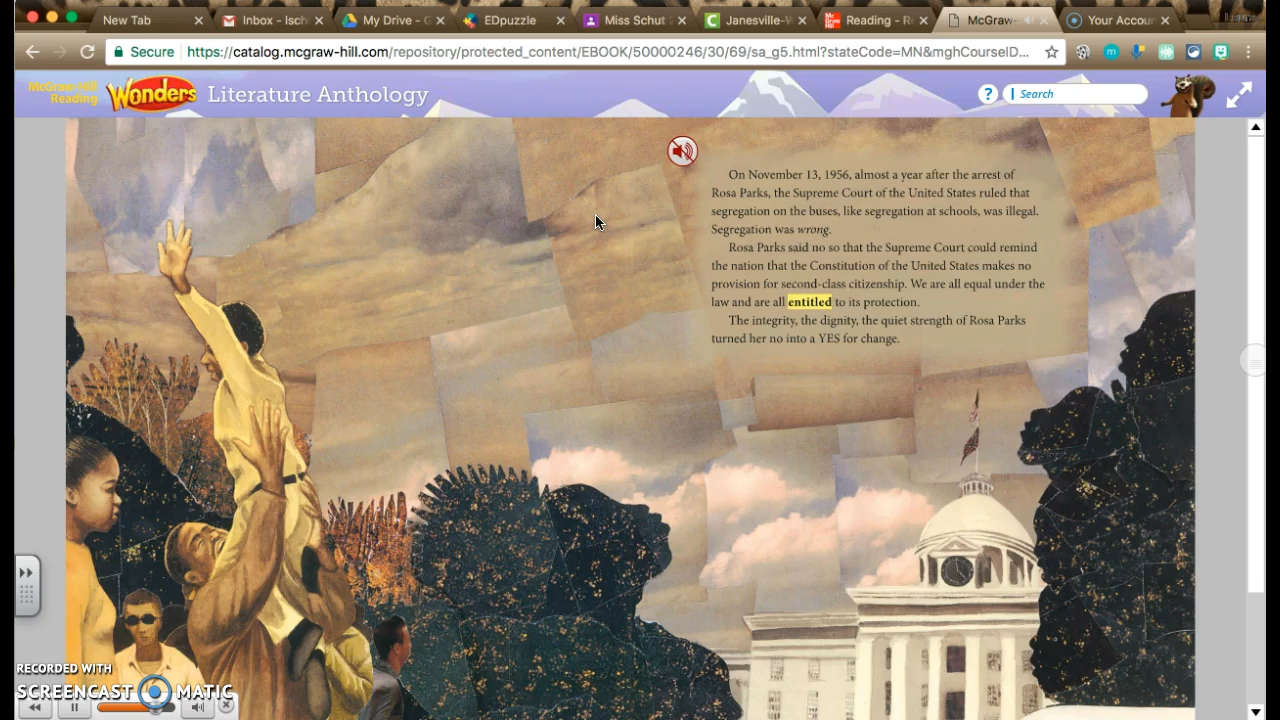 New Tab
Inbox - Isch
My Drive - G
EDpuzzle
Miss Schut
Janesville-W
Reading - R
McGraw-
Your Accou
Secure https://catalog.mcgraw-hill.com/repository/protected_content/EBOOK/50000246/30/69/sa_g5.html?stateCode=MN&mghCourseID...
McGraw-Hill
Reading
Wonders
Literature Anthology
? Search
On November 13, 1956, almost a year after the arrest of
Rosa Parks, the Supreme Court of the United States ruled that
segregation on the buses, like segregation at schools, was illegal.
Segregation was wrong.
Rosa Parks said no so that the Supreme Court could remind
the nation that the Constitution of the United States makes no
provision for second-class citizenship. We are all equal under the
law and are all entitled to its protection.
The integrity, the dignity, the quiet strength of Rosa Parks
turned her no into a YES for change.
RECORDED WITH
SCREENCAST MATIC